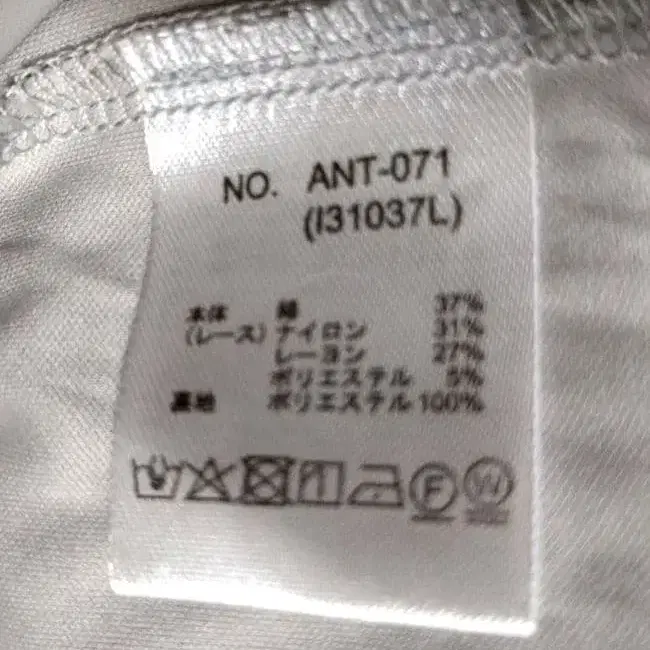 NO. ANT-071
(I31037L)
本体 綿 37%
(レース) ナイロン 31%
レーヨン 27%
ポリエステル 5%
裏地 ポリエステル 100%
F W